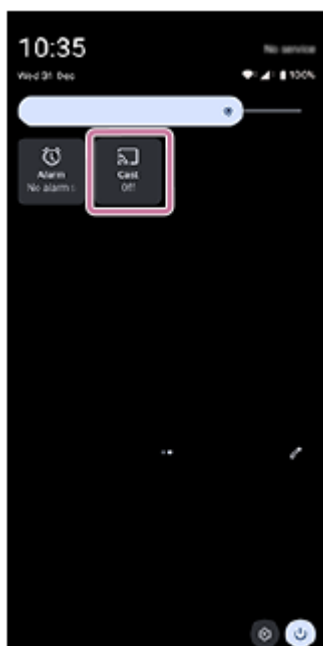 10:35
No service
Wed 31 Dec
100%
Alarm
No alarm s
Cast
Off